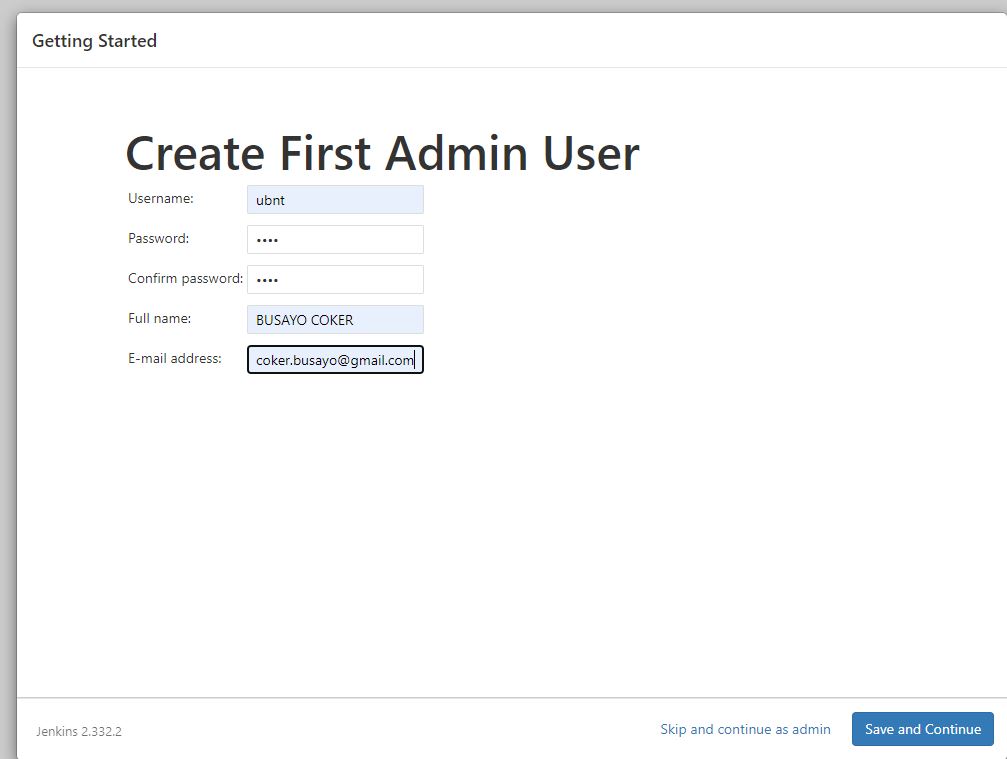 Getting Started
Create First Admin User
Username: ubnt
Password: ••••
Confirm password: ••••
Full name: BUSAYO COKER
E-mail address: coker.busayo@gmail.com
Jenkins 2.332.2 Skip and continue as admin Save and Continue